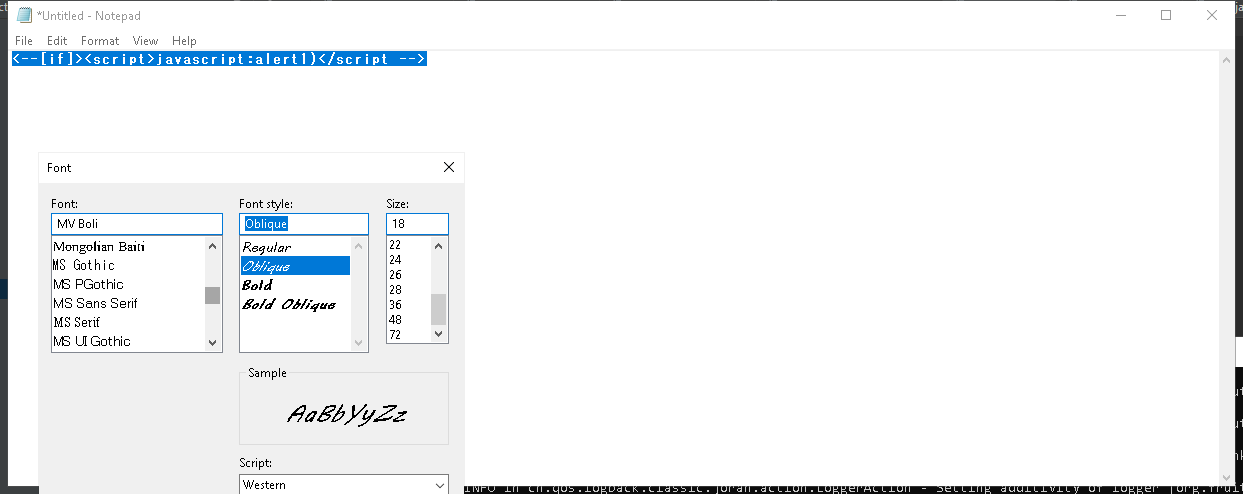 *Untitled - Notepad
File Edit Format View Help
<--[if]><script>javascript:alert1)</script -->
Font
Font: Font style: Size:
MV Boli Oblique 18
Mongolian Baiti Regular 22
MS Gothic Oblique 24
MS PGothic Bold 26
MS Sans Serif Bold Oblique 28
MS Serif 36
MS UI Gothic 48
72
Sample
AaBbYyZz
Script:
Western
INFO in ch.qos.logback.classic.joran.action.LoggerAction - Setting additivity of logger